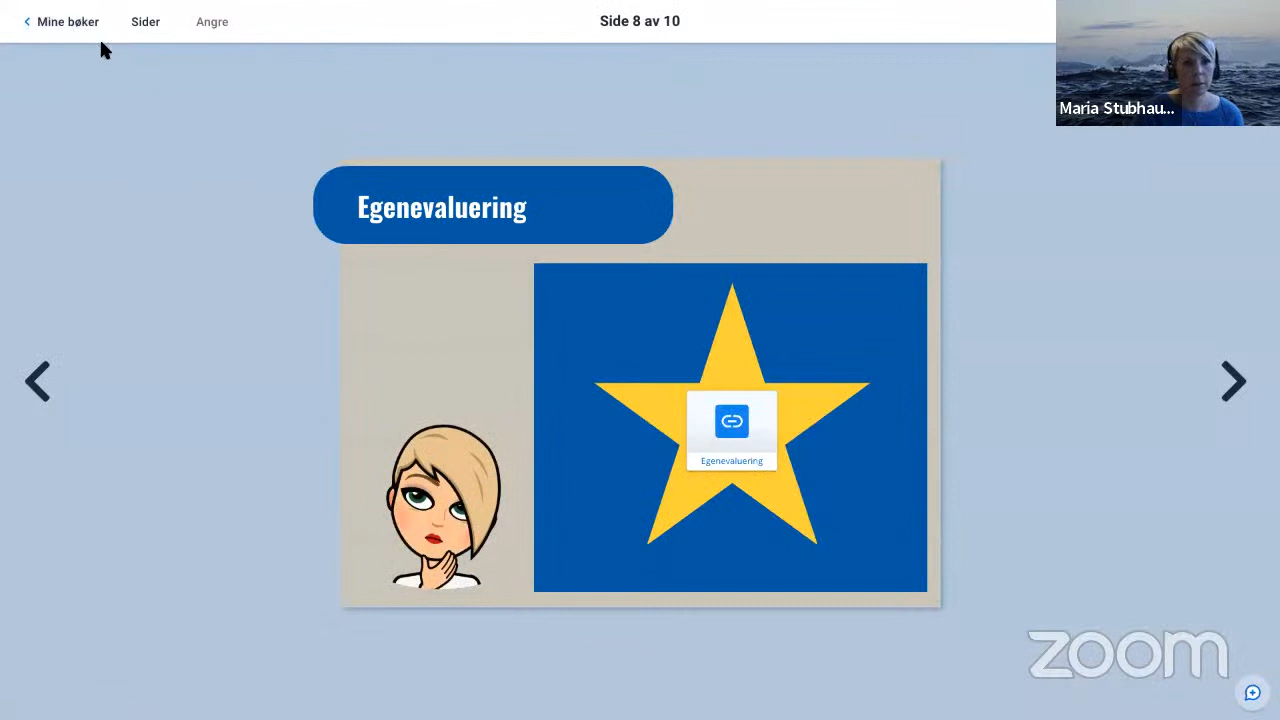 Mine bøker
Sider
Angre
Side 8 av 10
Maria Stubhau...
Egenevaluering
Egenevaluering
zoom